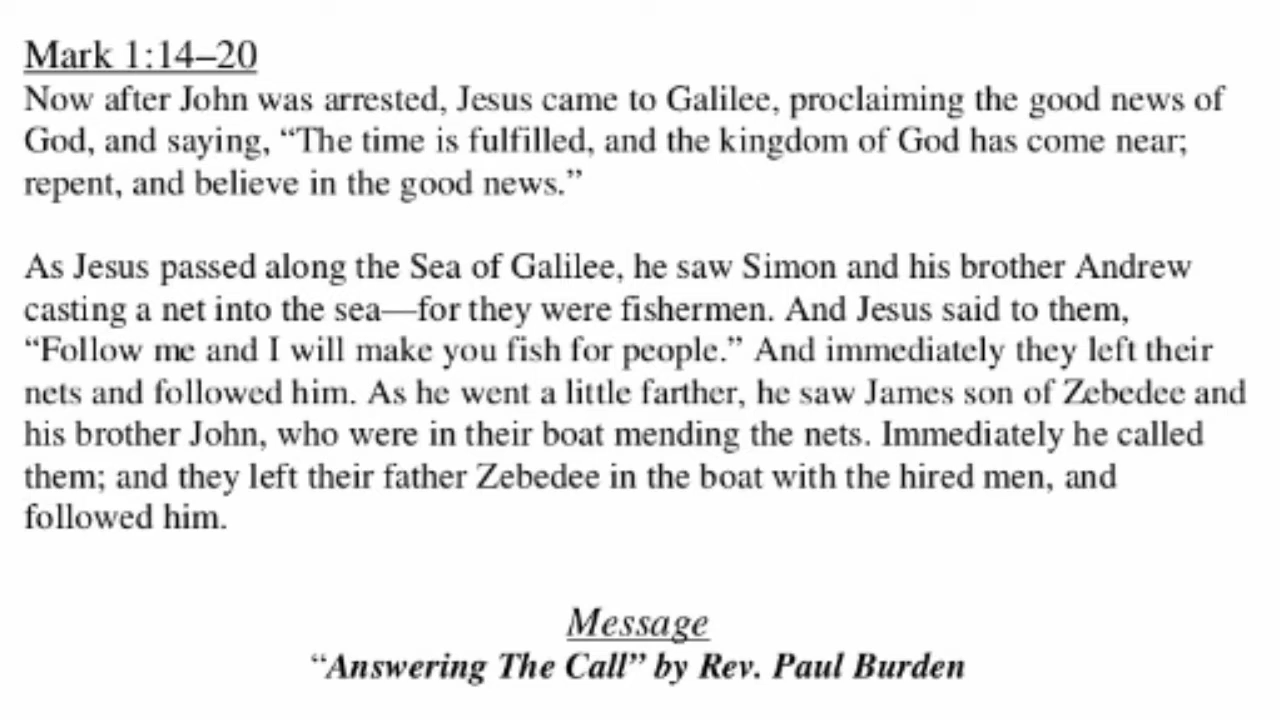 Mark 1:14–20
Now after John was arrested, Jesus came to Galilee, proclaiming the good news of
God, and saying, “The time is fulfilled, and the kingdom of God has come near;
repent, and believe in the good news.”
As Jesus passed along the Sea of Galilee, he saw Simon and his brother Andrew
casting a net into the sea—for they were fishermen. And Jesus said to them,
“Follow me and I will make you fish for people.” And immediately they left their
nets and followed him. As he went a little farther, he saw James son of Zebedee and
his brother John, who were in their boat mending the nets. Immediately he called
them; and they left their father Zebedee in the boat with the hired men, and
followed him.
Message
“Answering The Call” by Rev. Paul Burden